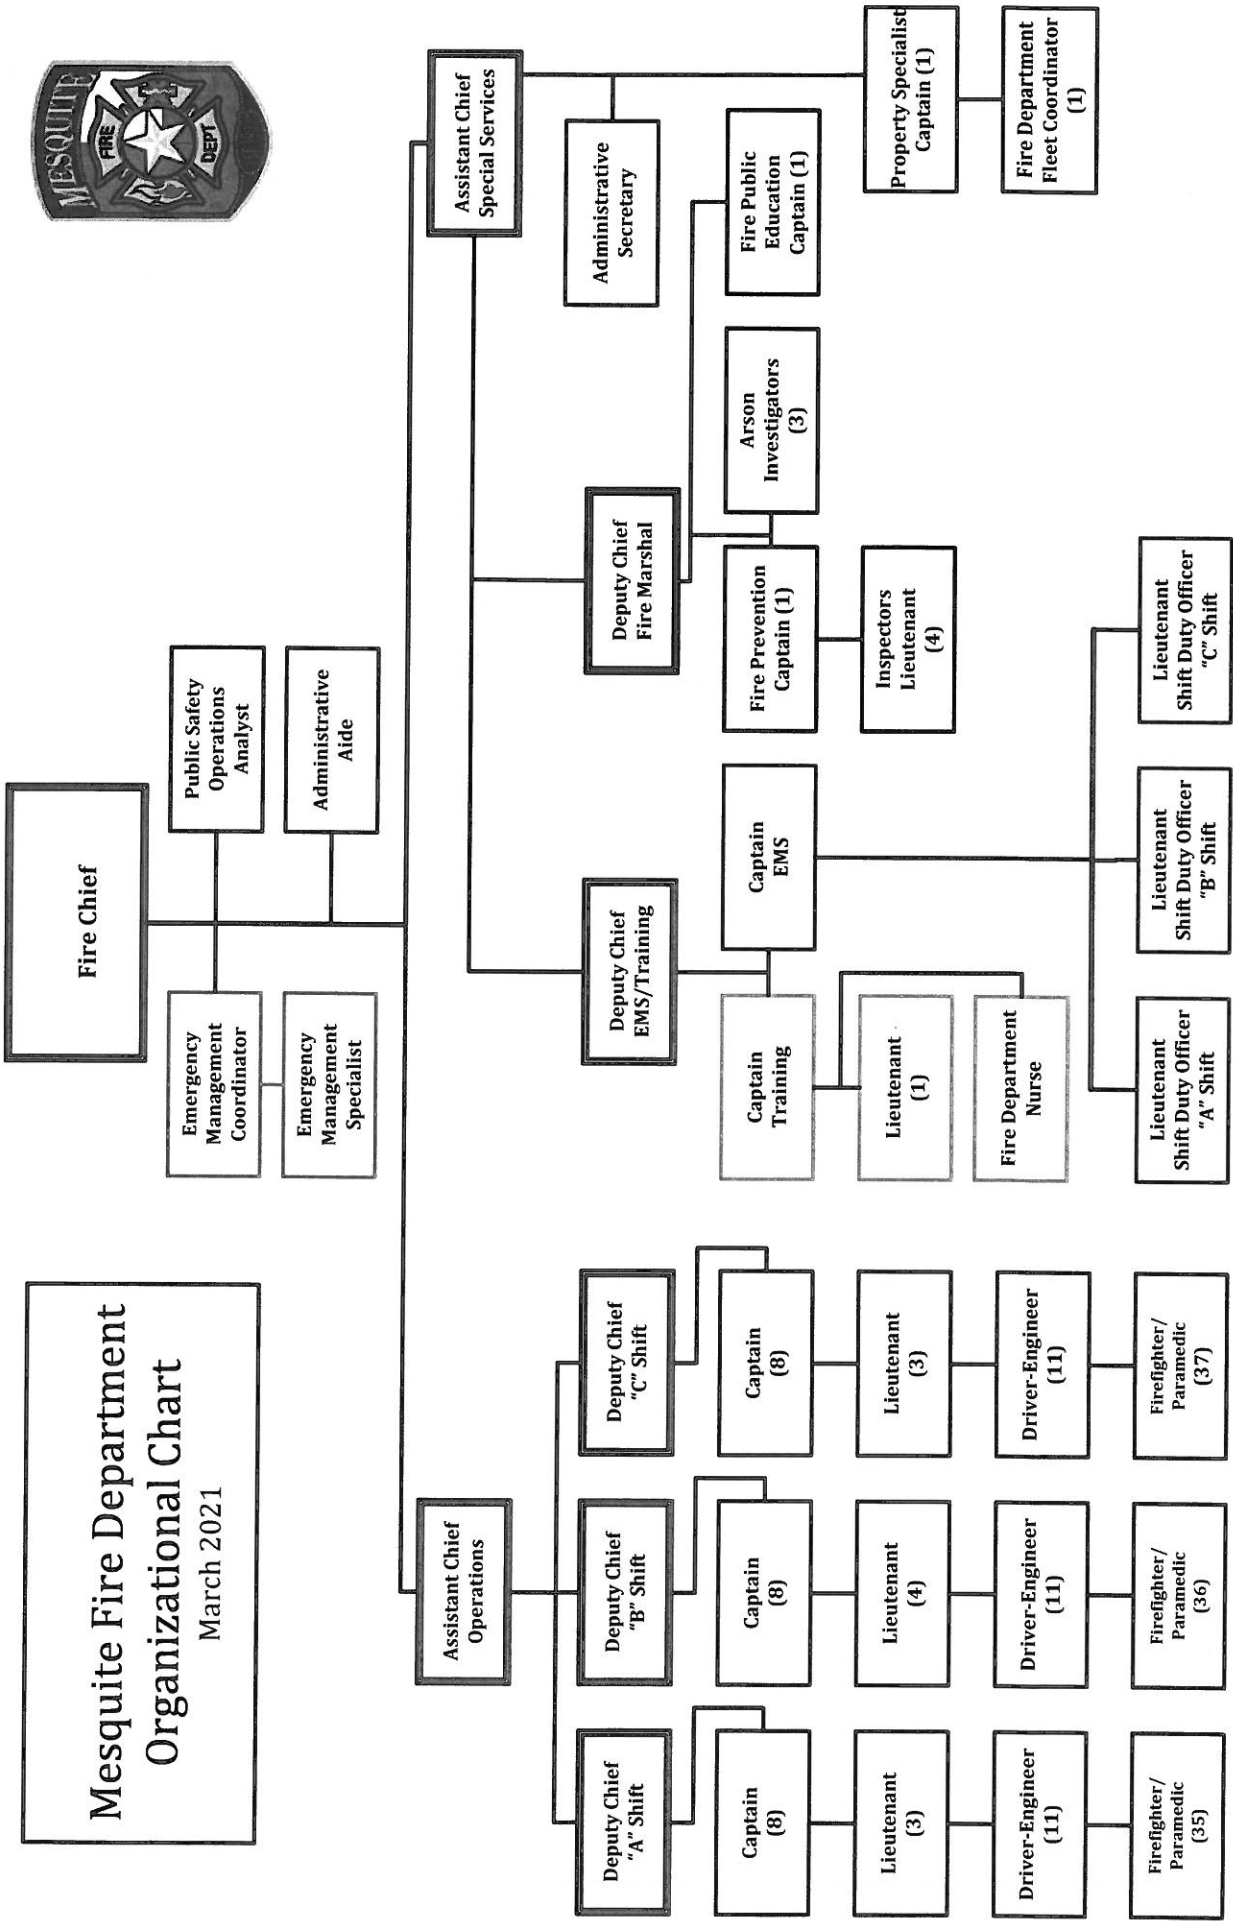 Mesquite Fire Department
Organizational Chart
March 2021
MESQUITE
FIRE
DEPT
Fire Chief
Emergency
Management
Coordinator
Emergency
Management
Specialist
Public Safety
Operations
Analyst
Administrative
Aide
Assistant Chief
Operations
Deputy Chief
"A" Shift
Captain
(8)
Lieutenant
(3)
Driver-Engineer
(11)
Firefighter/
Paramedic
(35)
Deputy Chief
"B" Shift
Captain
(8)
Lieutenant
(4)
Driver-Engineer
(11)
Firefighter/
Paramedic
(36)
Deputy Chief
"C" Shift
Captain
(8)
Lieutenant
(3)
Driver-Engineer
(11)
Firefighter/
Paramedic
(37)
Assistant Chief
Special Services
Deputy Chief
EMS/Training
Captain
Training
Lieutenant
(1)
Fire Department
Nurse
Captain
EMS
Lieutenant
Shift Duty Officer
"A" Shift
Lieutenant
Shift Duty Officer
"B" Shift
Lieutenant
Shift Duty Officer
"C" Shift
Deputy Chief
Fire Marshal
Fire Prevention
Captain (1)
Inspectors
Lieutenant
(4)
Arson
Investigators
(3)
Fire Public
Education
Captain (1)
Administrative
Secretary
Property Specialist
Captain (1)
Fire Department
Fleet Coordinator
(1)